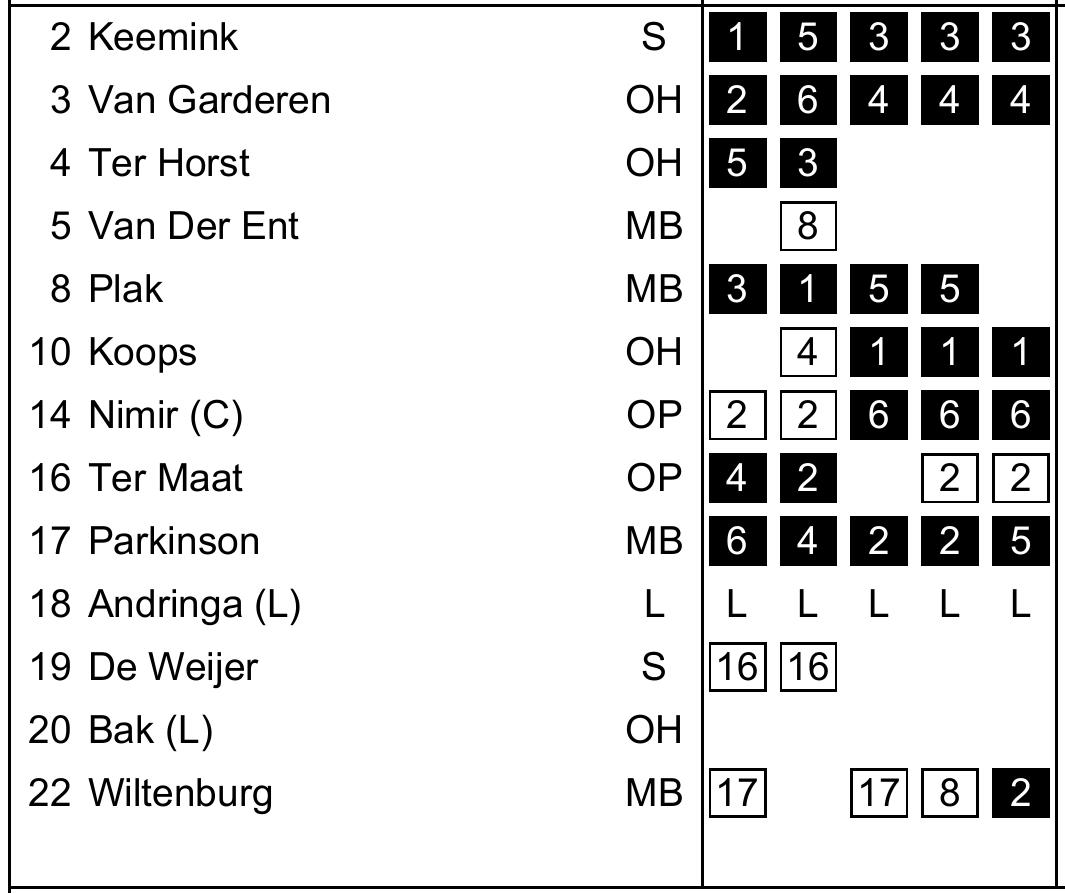 2 Keemink S 1 5 3 3 3
3 Van Garderen OH 2 6 4 4 4
4 Ter Horst OH 5 3
5 Van Der Ent MB 8
8 Plak MB 3 1 5 5
10 Koops OH 4 1 1 1
14 Nimir (C) OP 2 2 6 6 6
16 Ter Maat OP 4 2 2 2
17 Parkinson MB 6 4 2 2 5
18 Andringa (L) L L L L L L
19 De Weijer S 16 16
20 Bak (L) OH
22 Wiltenburg MB 17 17 8 2